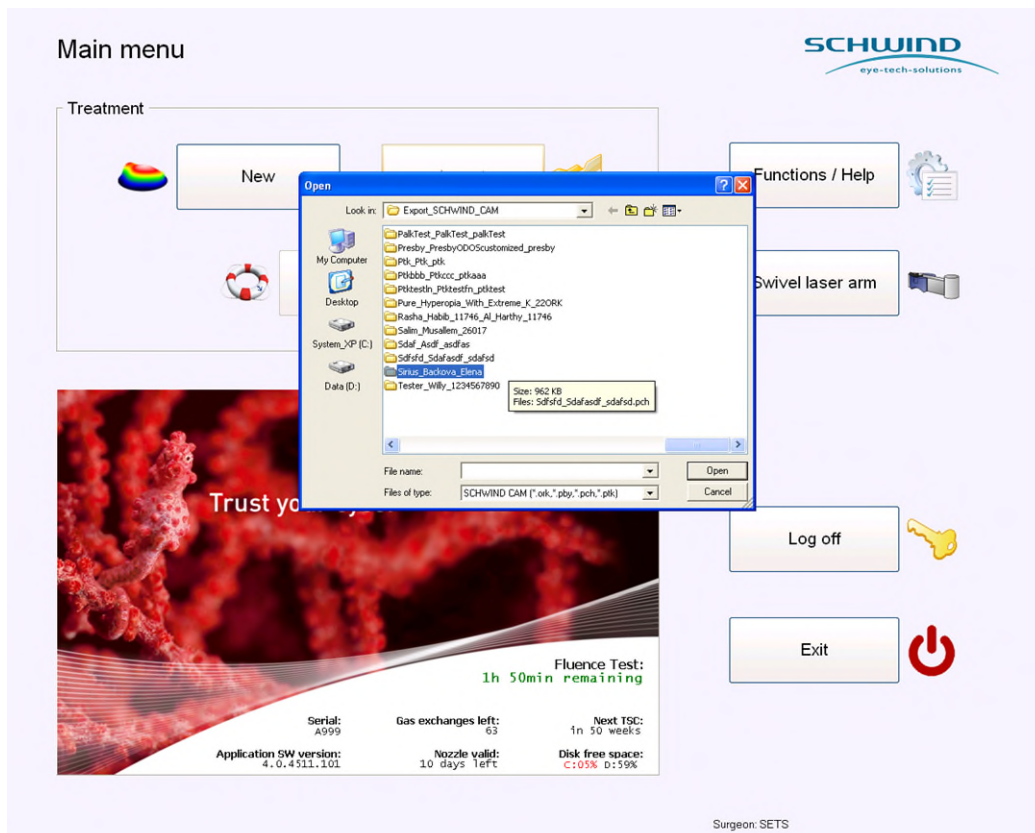 Main menu
SCHWIND
eye-tech-solutions
Treatment
New
Functions / Help
Swivel laser arm
Open
Look in:
Export_SCHWIND_CAM
My Computer
Desktop
System_XP (C:)
Data (D:)
PalkTest_PalkTest_palkTest
Presby_PresbyODOScustomized_presby
Ptk_Ptk_ptk
Ptkbbb_Ptkccc_ptkaaa
Ptktestln_Ptktestfn_ptktest
Pure_Hyperopia_With_Extreme_K_22ORK
Rasha_Habib_11746_Al_Harthy_11746
Salim_Musallem_26017
Sdaf_Asdf_asdfas
Sdfsfd_Sdafasdf_sdafsd
Sirius_Backova_Elena
Tester_Willy_1234567890
Size: 962 KB
Files: Sdfsfd_Sdafasdf_sdafsd.pch
File name:
Open
Files of type:
SCHWIND CAM (*.ork,*.pby,*.pch,*.ptk)
Cancel
Trust yo
Log off
Exit
Fluence Test:
1h 50min remaining
Serial:
A999
Gas exchanges left:
63
Next TSC:
in 50 weeks
Application SW version:
4.0.4511.101
Nozzle valid:
10 days left
Disk free space:
C:05% D:59%
Surgeon: SETS